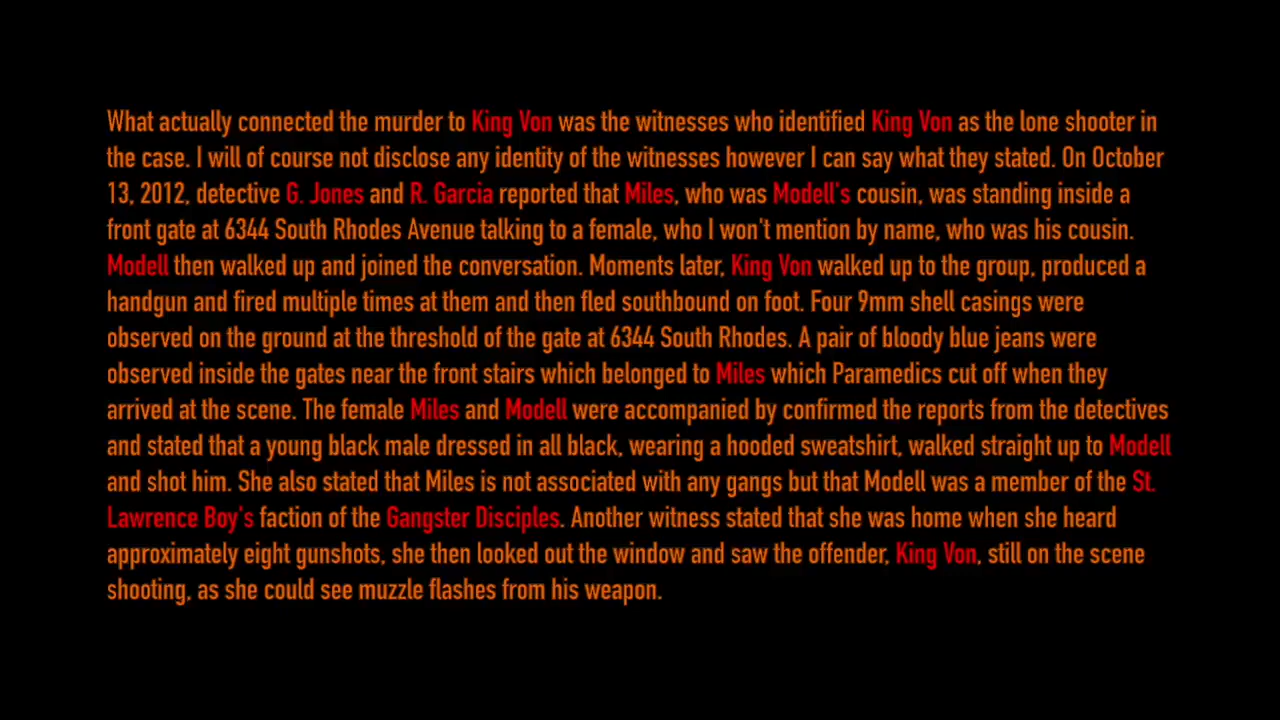 What actually connected the murder to King Von was the witnesses who identified King Von as the lone shooter in
the case. I will of course not disclose any identity of the witnesses however I can say what they stated. On October
13, 2012, detective G. Jones and R. Garcia reported that Miles, who was Modell's cousin, was standing inside a
front gate at 6344 South Rhodes Avenue talking to a female, who I won't mention by name, who was his cousin.
Modell then walked up and joined the conversation. Moments later, King Von walked up to the group, produced a
handgun and fired multiple times at them and then fled southbound on foot. Four 9mm shell casings were
observed on the ground at the threshold of the gate at 6344 South Rhodes. A pair of bloody blue jeans were
observed inside the gates near the front stairs which belonged to Miles which Paramedics cut off when they
arrived at the scene. The female Miles and Modell were accompanied by confirmed the reports from the detectives
and stated that a young black male dressed in all black, wearing a hooded sweatshirt, walked straight up to Modell
and shot him. She also stated that Miles is not associated with any gangs but that Modell was a member of the St.
Lawrence Boy's faction of the Gangster Disciples. Another witness stated that she was home when she heard
approximately eight gunshots, she then looked out the window and saw the offender, King Von, still on the scene
shooting, as she could see muzzle flashes from his weapon.